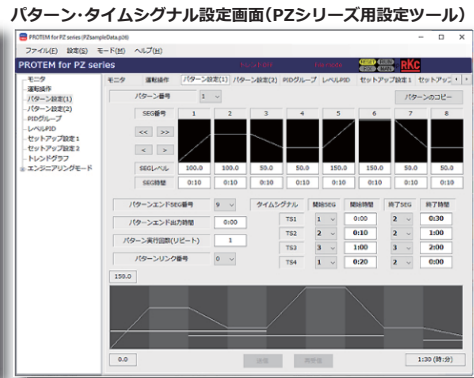 パターン・タイムシグナル設定画面（PZシリーズ用設定ツール）
PROTEM for PZ series (PZsampleData.pzb)
ファイル(F) 設定(S) モード(M) ヘルプ(H)
PROTEM for PZ series
RESET MAN RKC
モニタ
運転操作
パターン設定(1)
パターン設定(2)
PIDグループ
レベルPID
セットアップ設定1
セットアップ設定2
トレンドグラフ
エンジニアリングモード
モニタ 運転操作 パターン設定(1) パターン設定(2) PIDグループ レベルPID セットアップ設定1 セットアップ
パターン番号 1 パターンのコピー
SEG番号 1 2 3 4 5 6 7 8
<< >>
< >
SEGレベル 100.0 100.0 50.0 50.0 150.0 150.0 50.0 50.0
SEG時間 0:10 0:10 0:10 0:10 0:10 0:10 0:10 0:10
パターンエンドSEG番号 9 タイムシグナル 開始SEG 開始時間 終了SEG 終了時間
パターンエンド出力時間 0:00 TS1 1 0:00 2 0:30
TS2 2 0:10 2 1:00
パターン実行回数(リピート) 1 TS3 3 1:00 3 2:00
パターンリンク番号 0 TS4 1 0:20 2 0:00
150.0
0.0 1:30 (時:分)